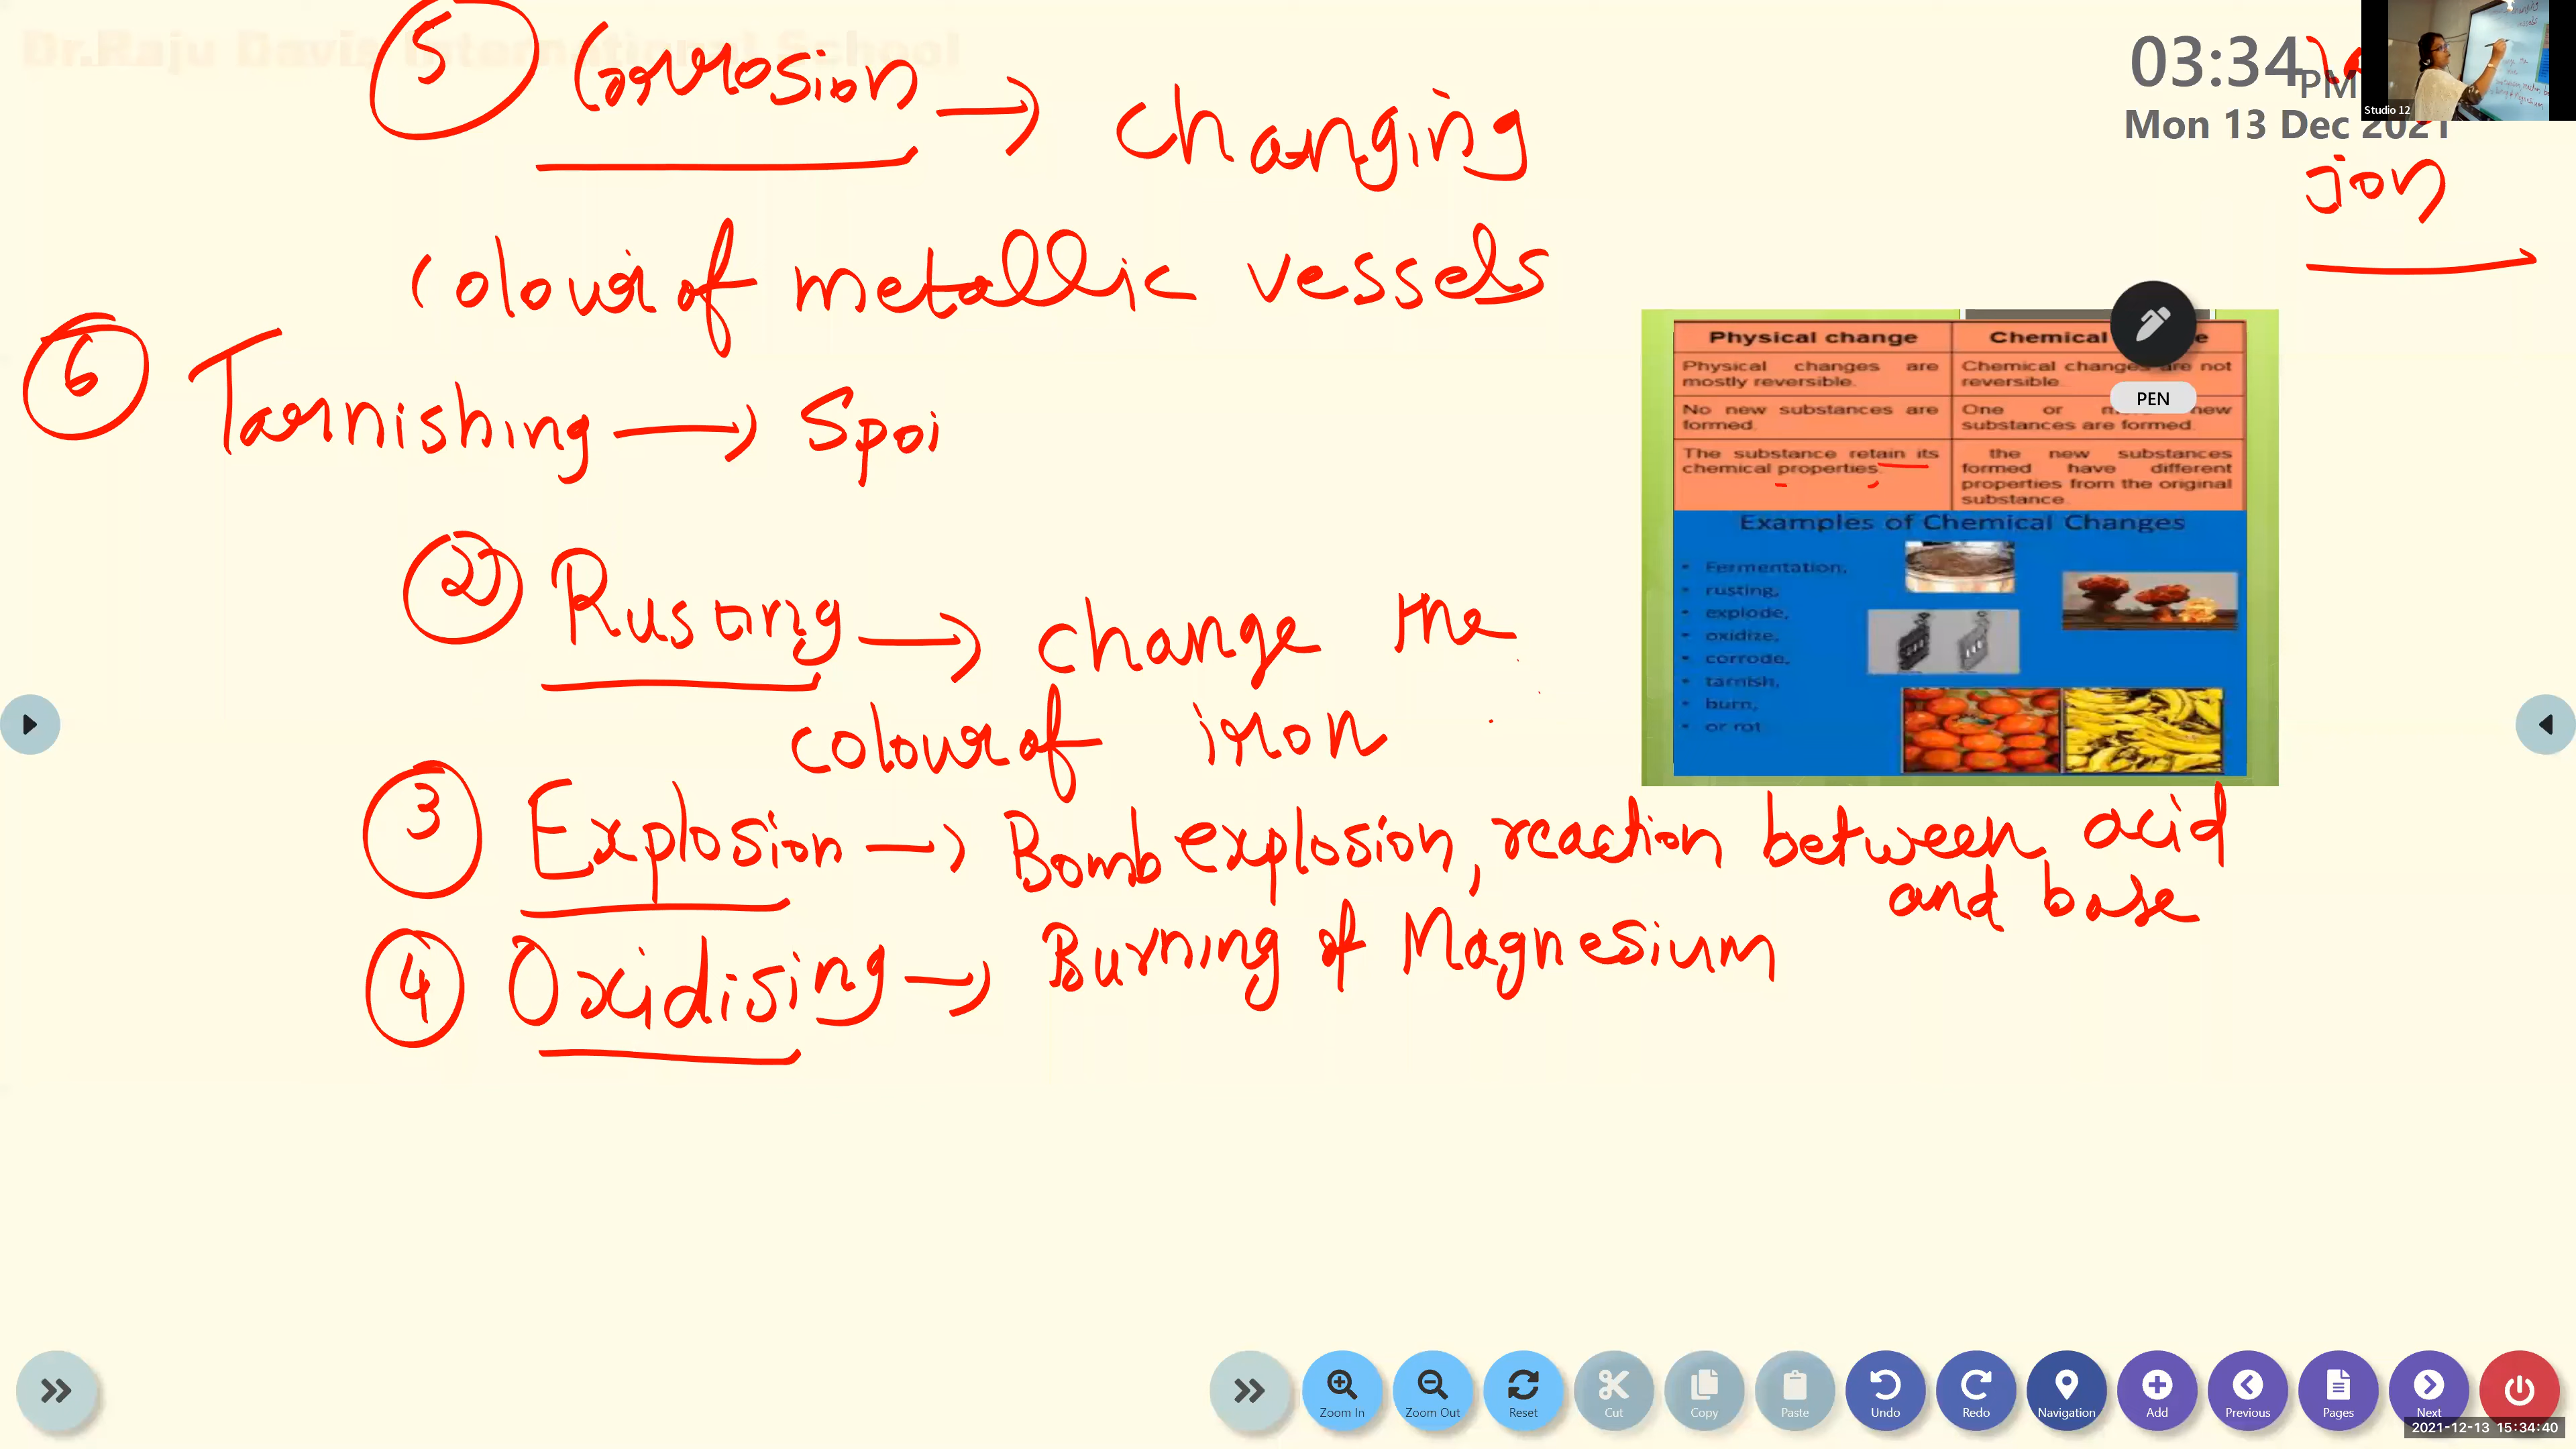 Dr.Raju Davis International School
03:34 PM
Mon 13 Dec 2021
Studio 12
5 Corrosion → changing
colour of metallic vessels
jon
6 Tarnishing → Spoi
2) Rusting → change the
colour of iron
3 Explosion → Bomb explosion, reaction between acid
and base
4 Oxidising → Burning of Magnesium
PEN
Physical change
Chemical
Physical changes are
mostly reversible.
Chemical changes are not
reversible.
No new substances are
formed.
One or new
substances are formed.
The substance retain its
chemical properties.
the new substances
formed have different
properties from the original
substance.
Examples of Chemical Changes
• Fermentation,
• rusting,
• explode,
• oxidize,
• corrode,
• tarnish,
• burn,
• or rot
Zoom In
Zoom Out
Reset
Cut
Copy
Paste
Undo
Redo
Navigation
Add
Previous
Pages
Next
2021-12-13 15:34:40